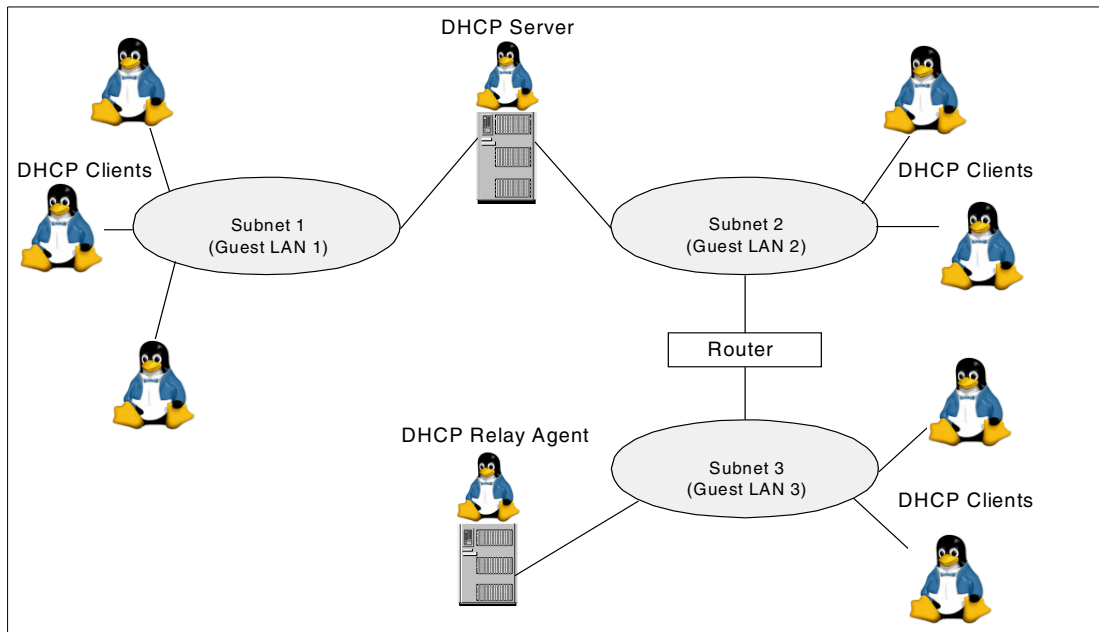 DHCP Server
DHCP Clients
Subnet 1
(Guest LAN 1)
DHCP Clients
Subnet 2
(Guest LAN 2)
Router
DHCP Relay Agent
Subnet 3
(Guest LAN 3)
DHCP Clients